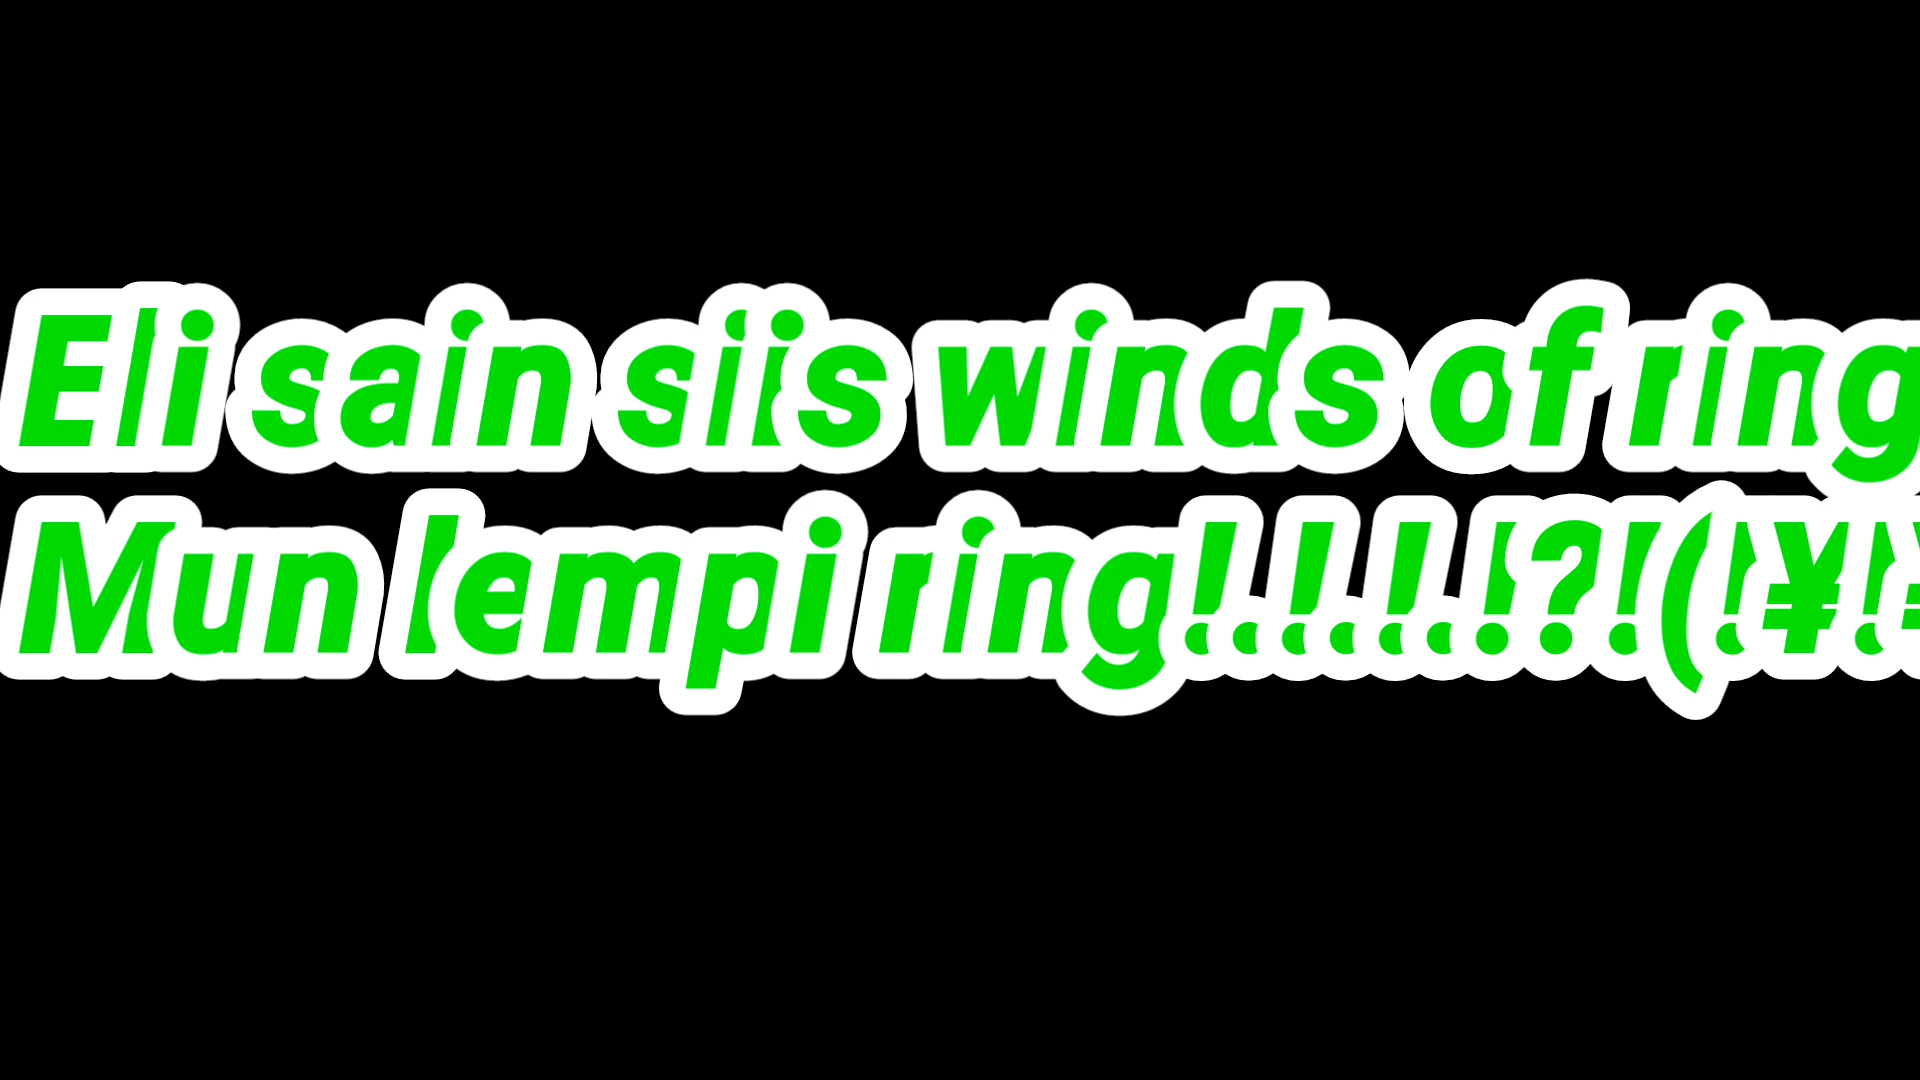 Eli sain siis winds of ring
Mun lempi ring!.!.!.!?!(!¥!